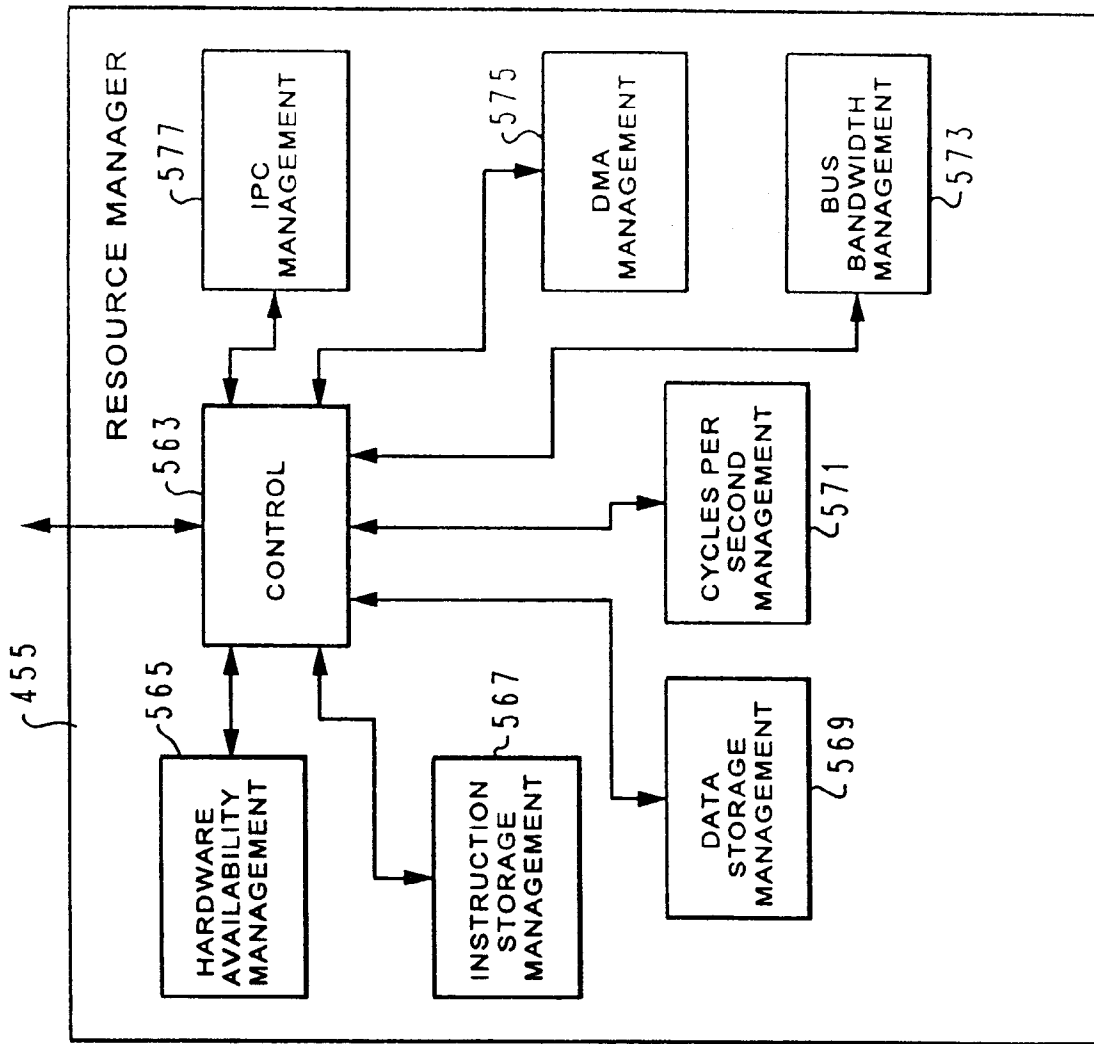 455
RESOURCE MANAGER
563
CONTROL
565
HARDWARE
AVAILABILITY
MANAGEMENT
567
INSTRUCTION
STORAGE
MANAGEMENT
569
DATA
STORAGE
MANAGEMENT
571
CYCLES PER
SECOND
MANAGEMENT
573
BUS
BANDWIDTH
MANAGEMENT
575
DMA
MANAGEMENT
577
IPC
MANAGEMENT